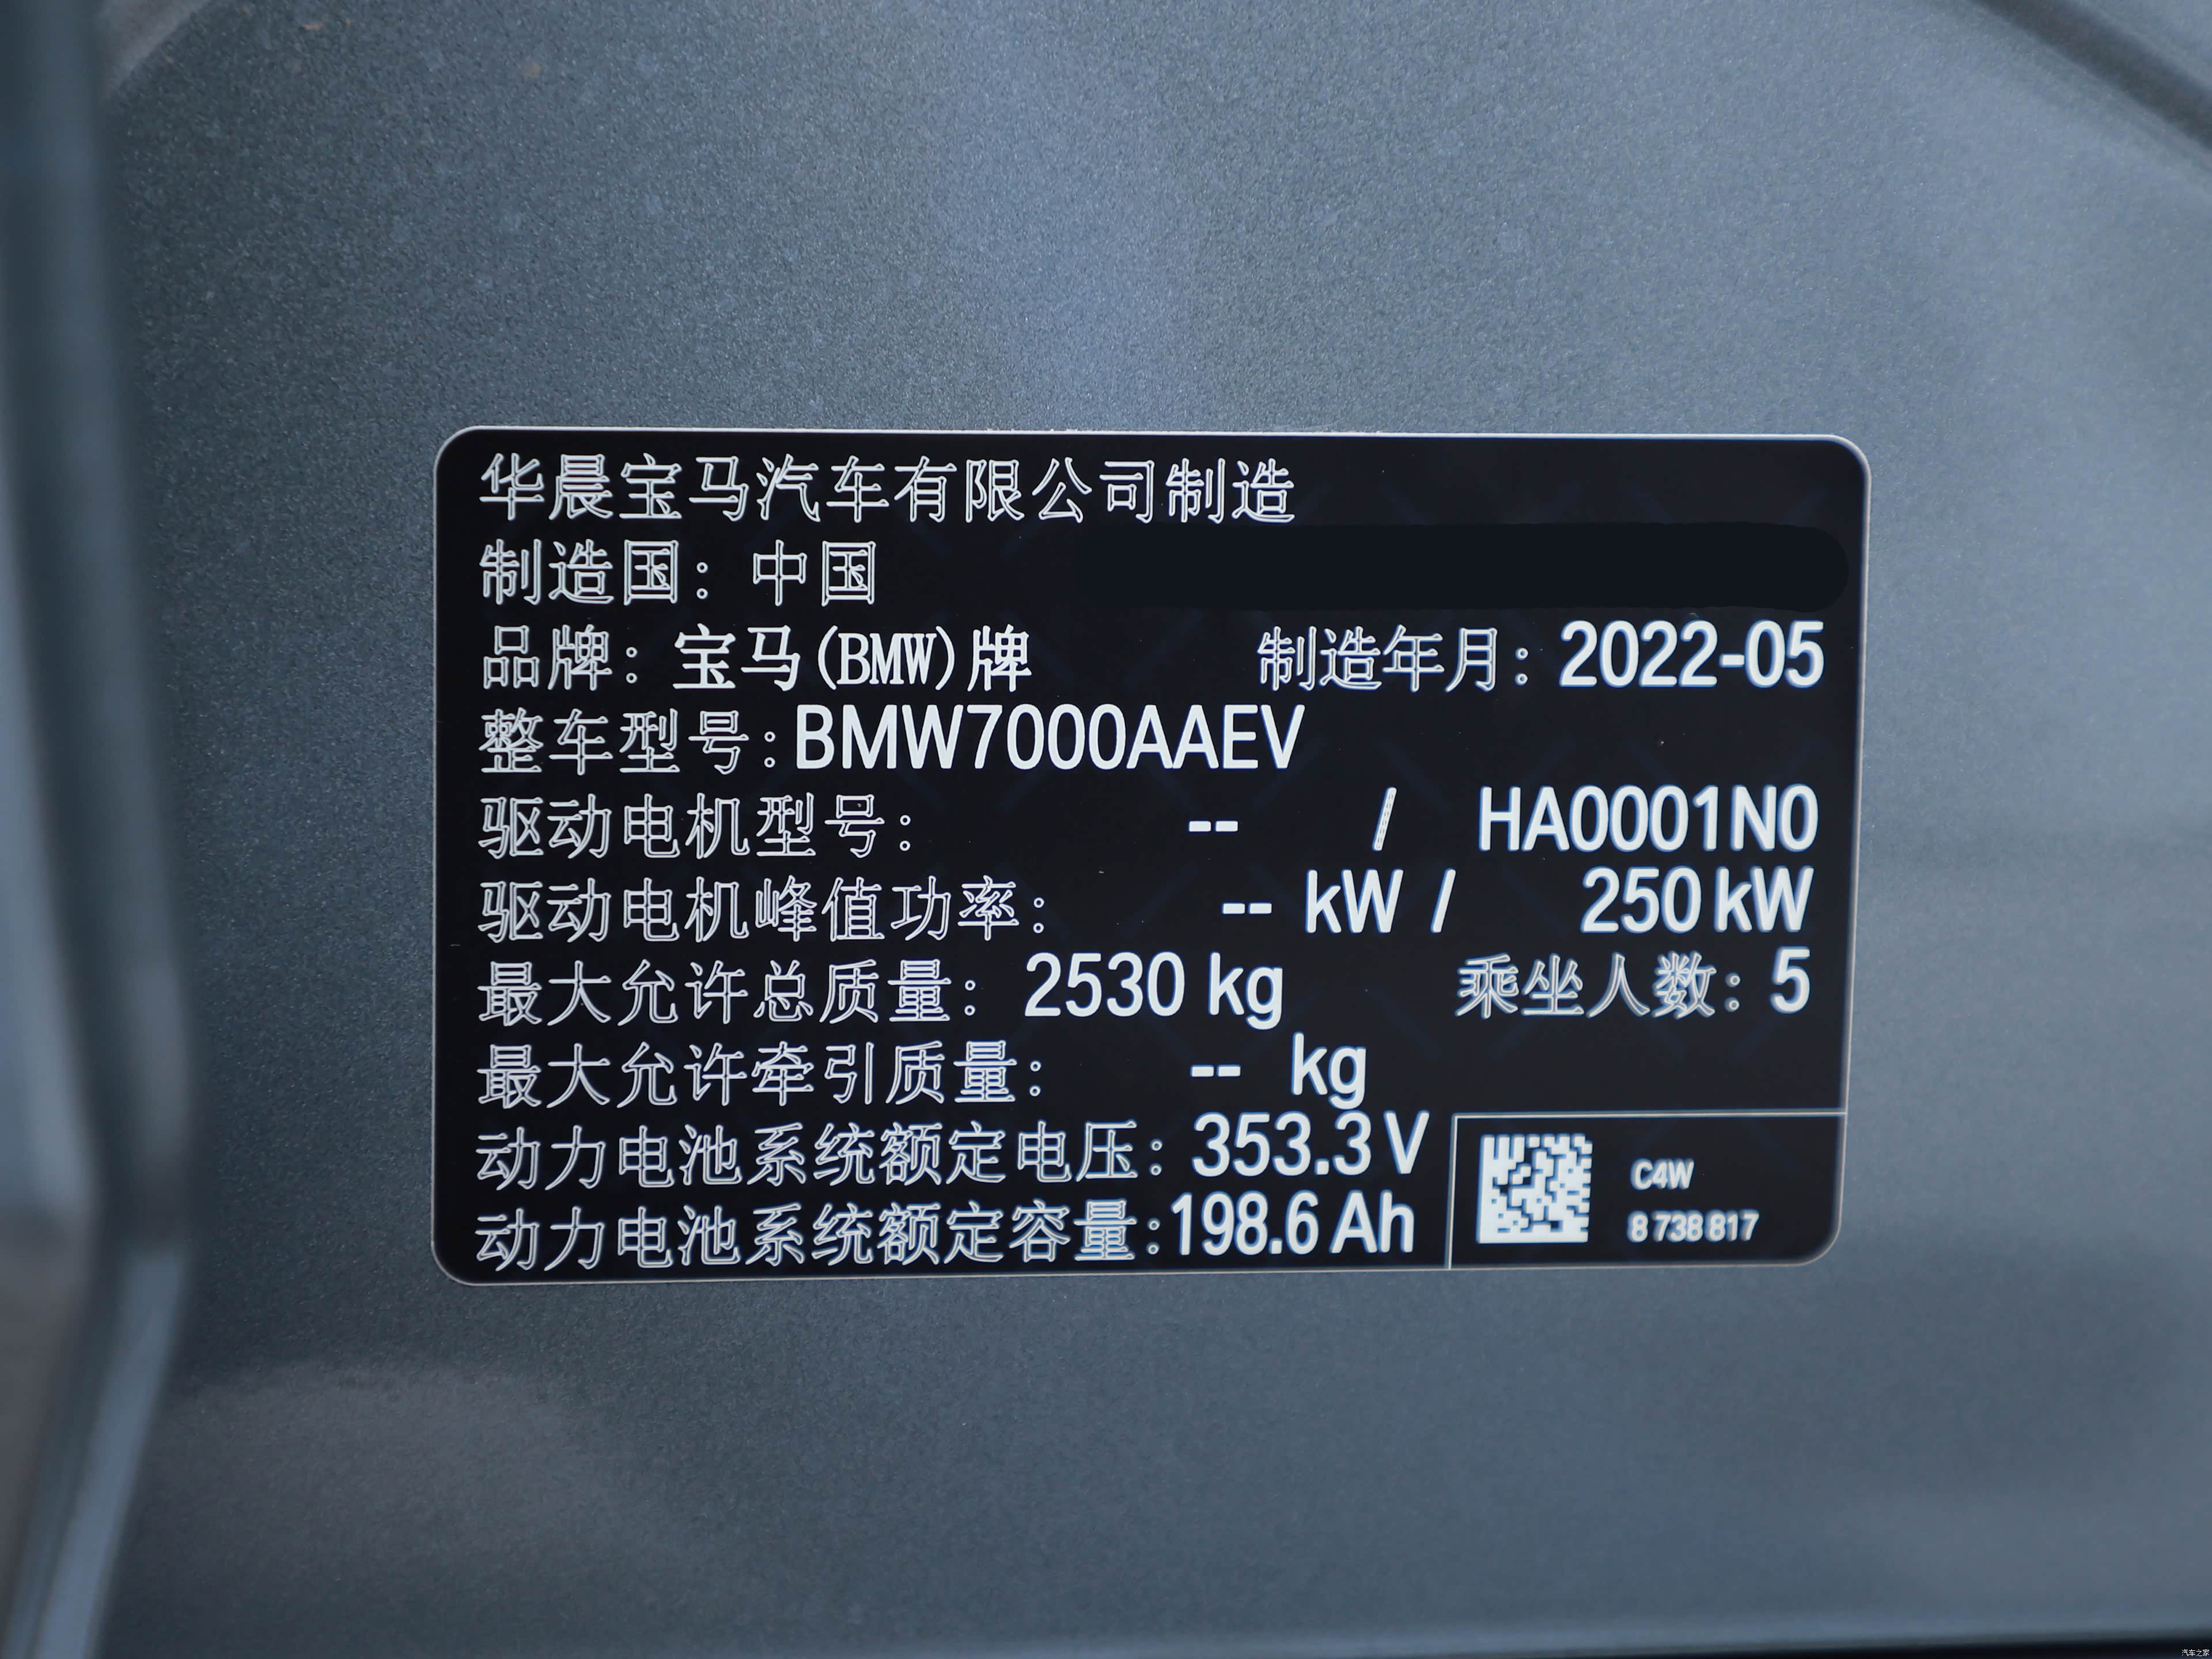 华晨宝马汽车有限公司制造
制造国：中国
品牌：宝马(BMW)牌 制造年月：2022-05
整车型号:BMW7000AAEV
驱动电机型号： -- / HA0001N0
驱动电机峰值功率： -- kW / 250 kW
最大允许总质量： 2530 kg 乘坐人数：5
最大允许牵引质量： -- kg
动力电池系统额定电压：353.3 V
动力电池系统额定容量:198.6 Ah
C4W
8 738 817
汽车之家